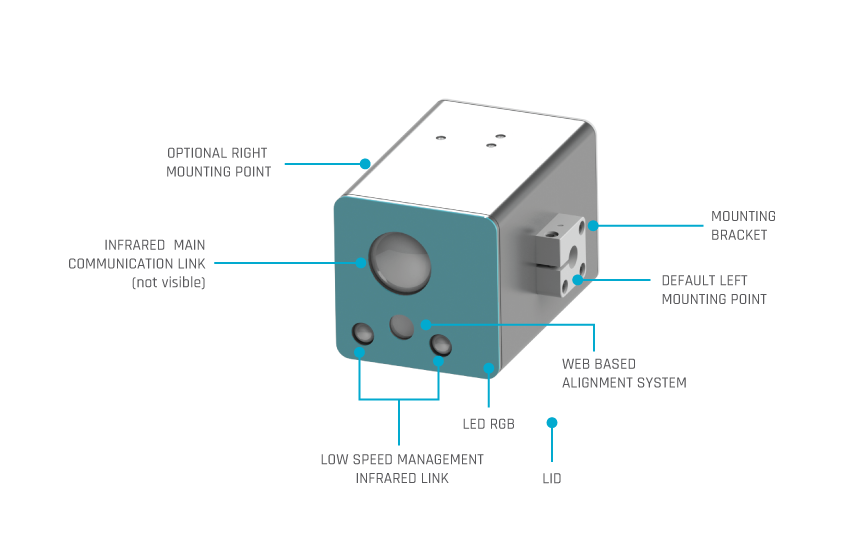 OPTIONAL RIGHT
MOUNTING POINT
MOUNTING
BRACKET
INFRARED MAIN
COMMUNICATION LINK
(not visible)
DEFAULT LEFT
MOUNTING POINT
WEB BASED
ALIGNMENT SYSTEM
LED RGB
LOW SPEED MANAGEMENT
INFRARED LINK
LID